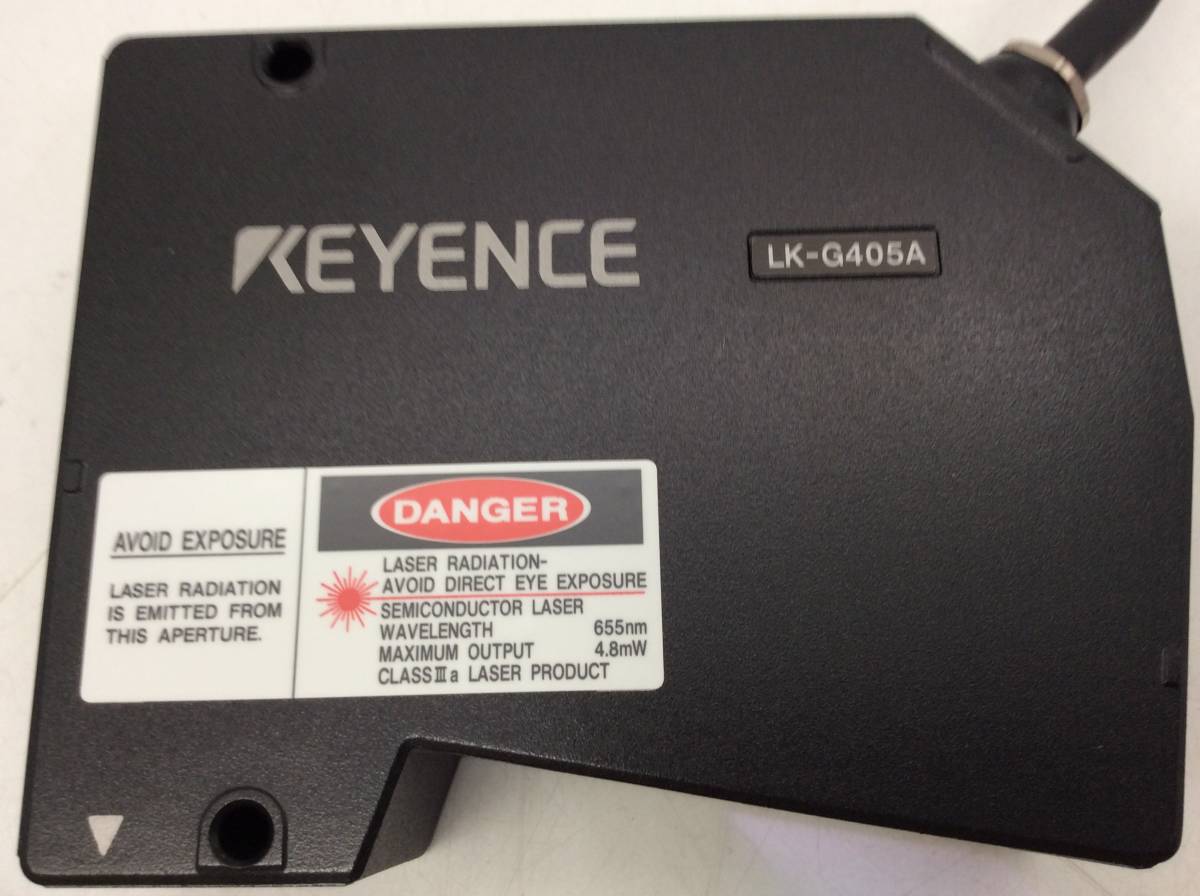 KEYENCE
LK-G405A
AVOID EXPOSURE
LASER RADIATION
IS EMITTED FROM
THIS APERTURE.
DANGER
LASER RADIATION-
AVOID DIRECT EYE EXPOSURE
SEMICONDUCTOR LASER
WAVELENGTH 655nm
MAXIMUM OUTPUT 4.8mW
CLASS Ⅲa LASER PRODUCT